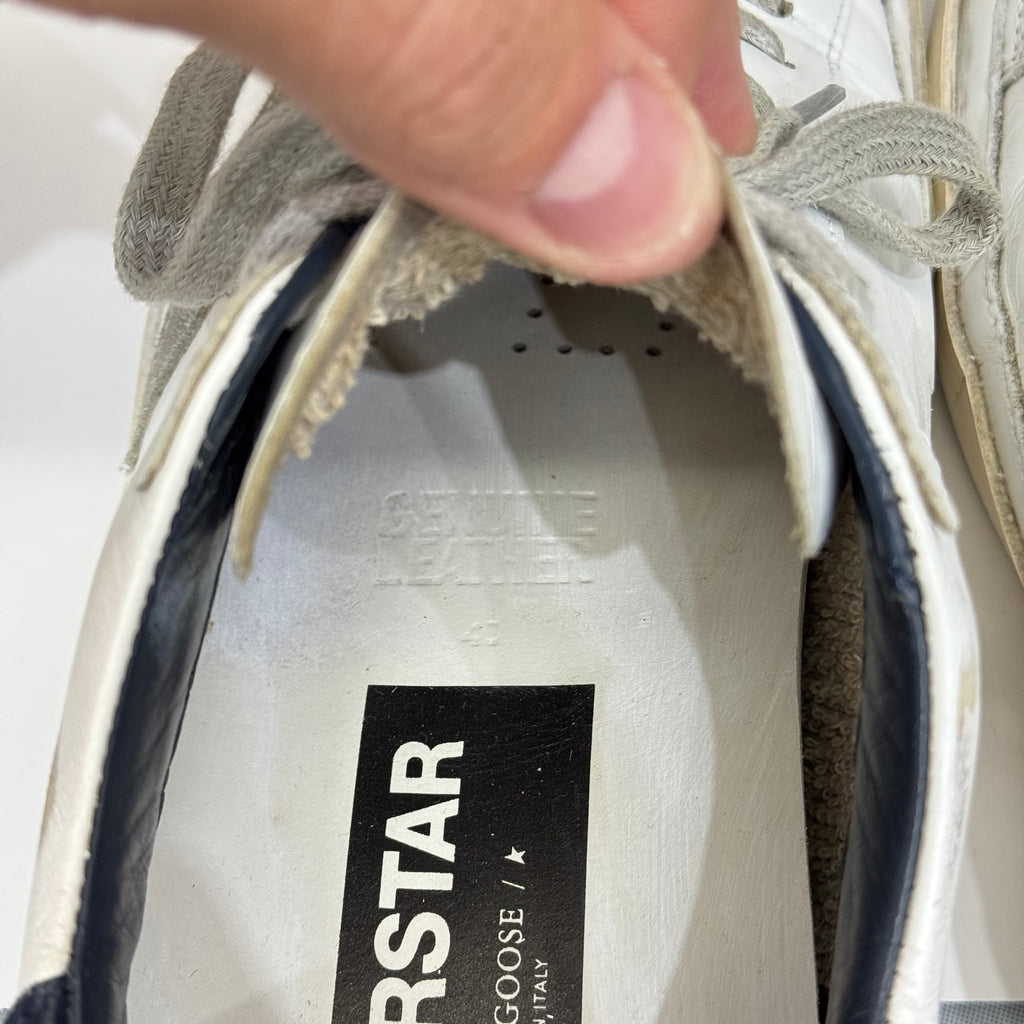 GENUINE
LEATHER
RSTAR
GOOSE / ★
N, ITALY